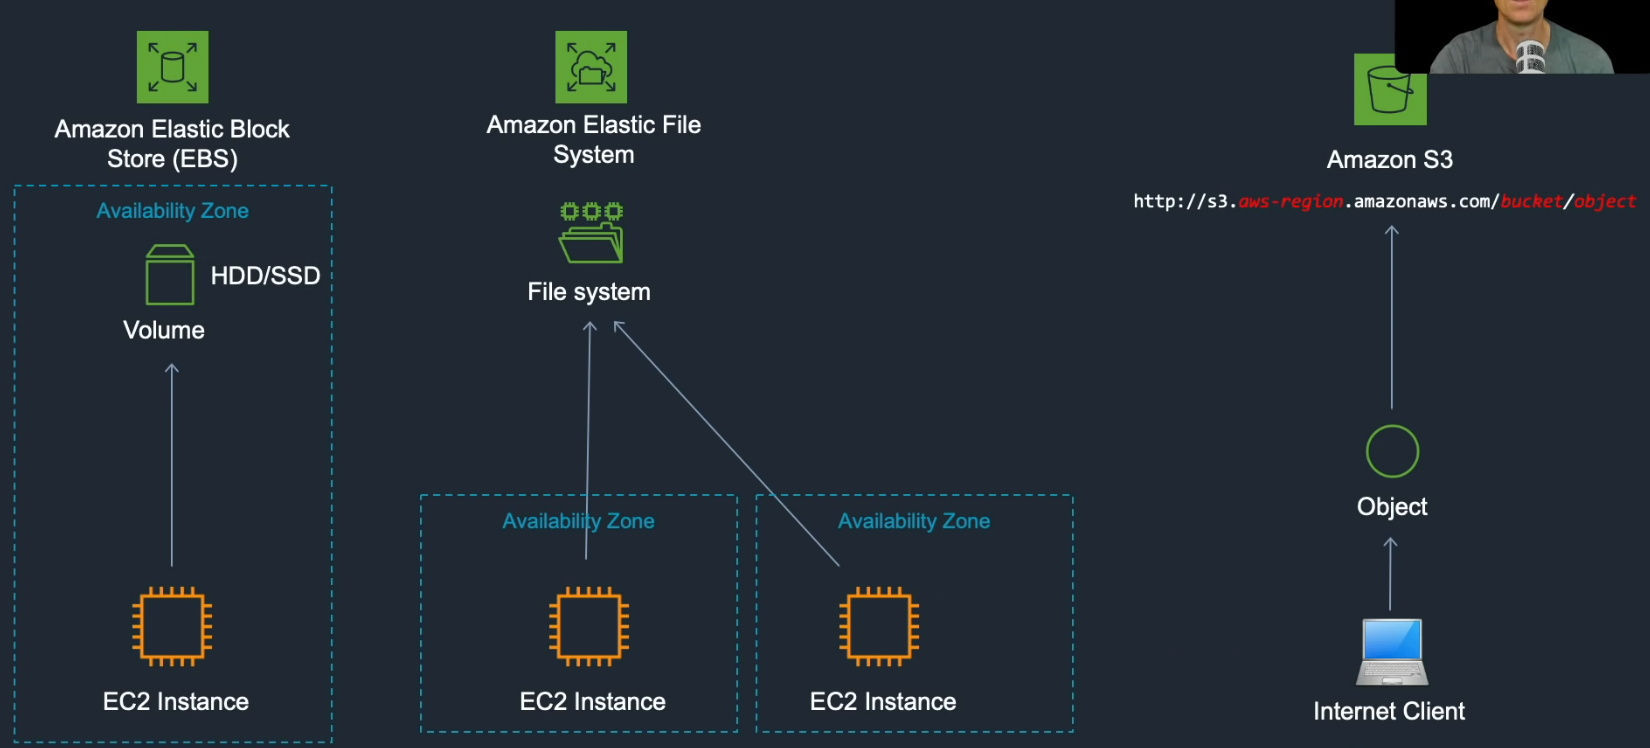 Amazon Elastic Block
Store (EBS)
Availability Zone
HDD/SSD
Volume
EC2 Instance
Amazon Elastic File
System
File system
Availability Zone
EC2 Instance
Availability Zone
EC2 Instance
Amazon S3
http://s3.aws-region.amazonaws.com/bucket/object
Object
Internet Client